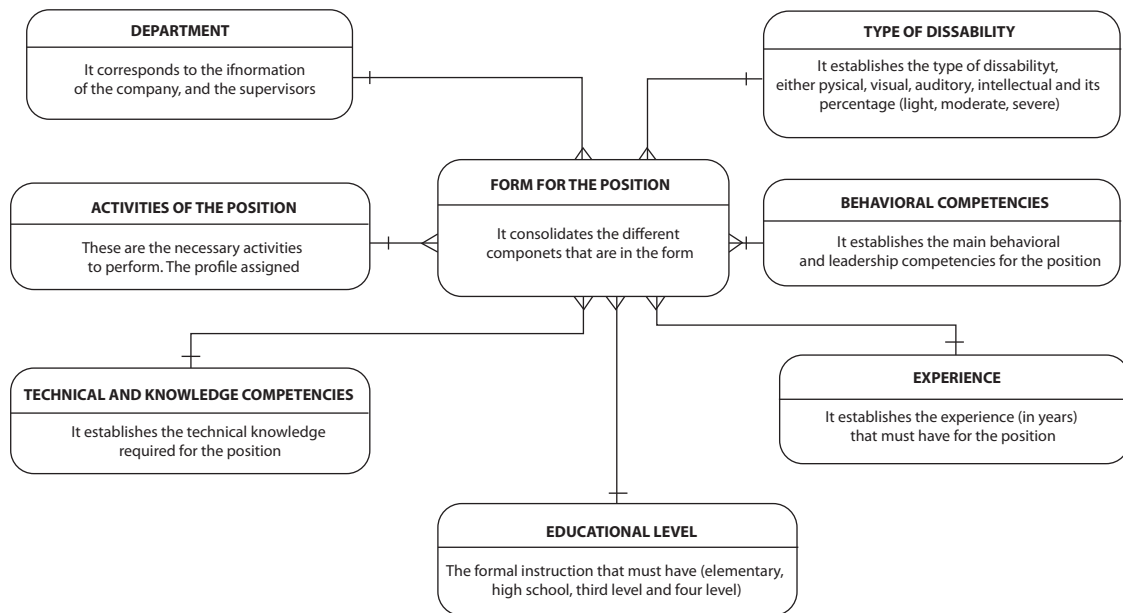 DEPARTMENT
It corresponds to the ifnormation
of the company, and the supervisors
TYPE OF DISSABILITY
It establishes the type of dissabilityt,
either pysical, visual, auditory, intellectual and its
percentage (light, moderate, severe)
ACTIVITIES OF THE POSITION
These are the necessary activities
to perform. The profile assigned
FORM FOR THE POSITION
It consolidates the different
componets that are in the form
BEHAVIORAL COMPETENCIES
It establishes the main behavioral
and leadership competencies for the position
TECHNICAL AND KNOWLEDGE COMPETENCIES
It establishes the technical knowledge
required for the position
EXPERIENCE
It establishes the experience (in years)
that must have for the position
EDUCATIONAL LEVEL
The formal instruction that must have (elementary,
high school, third level and four level)